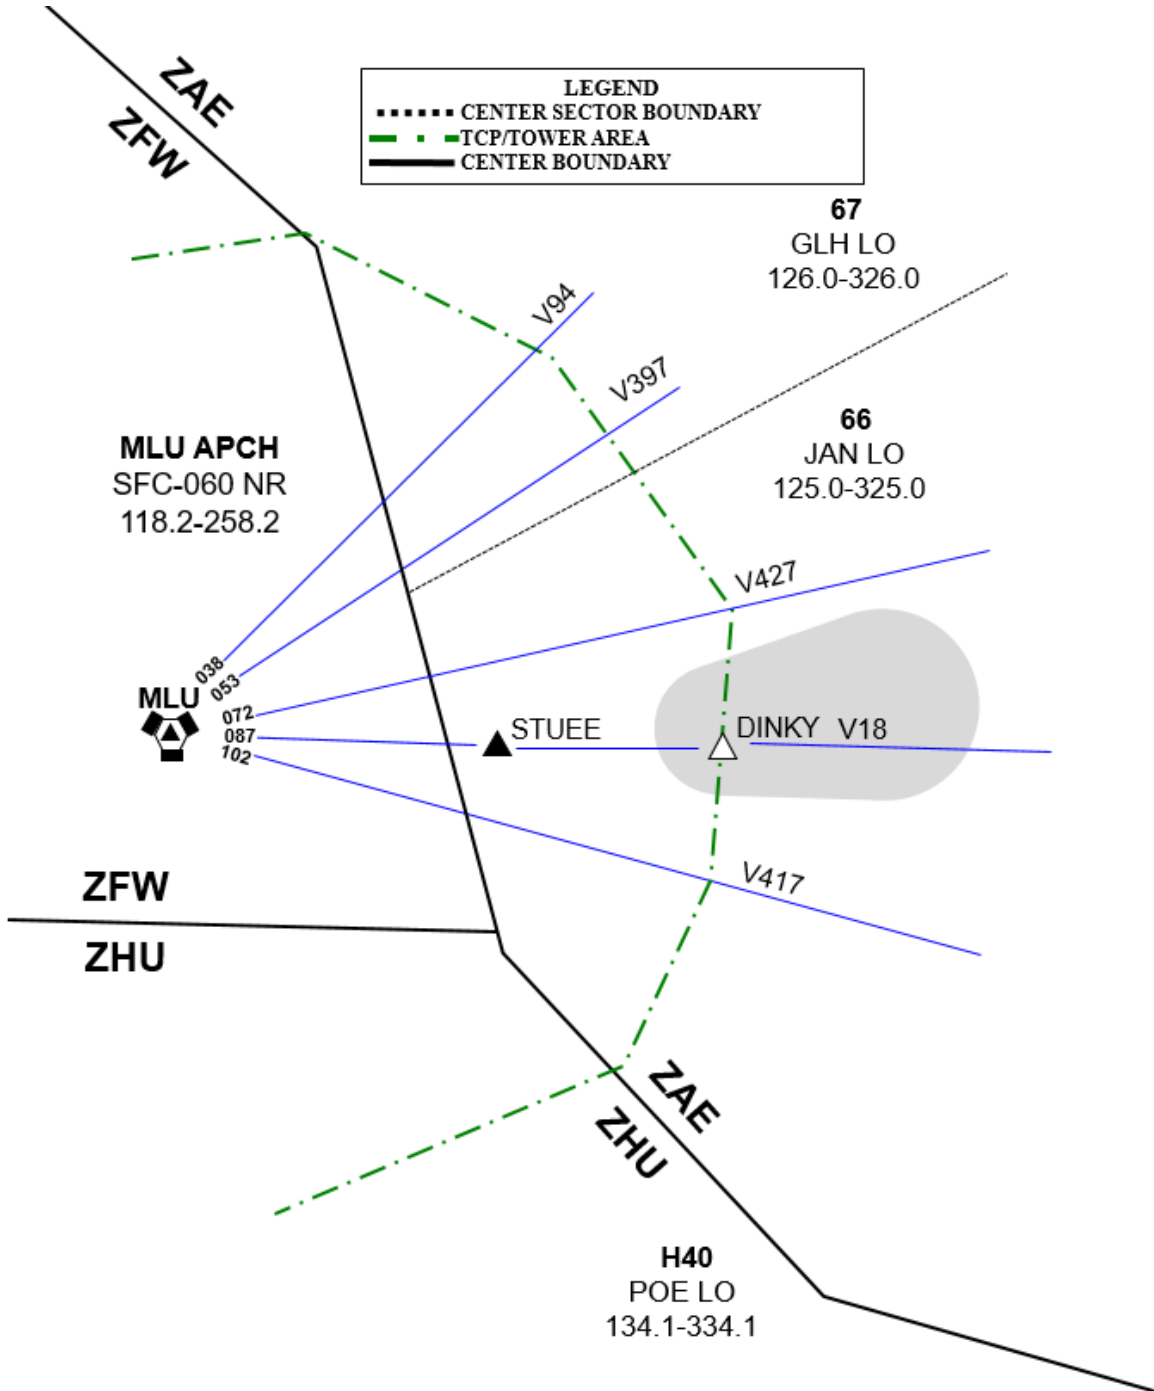 ZAE
ZFW
LEGEND
CENTER SECTOR BOUNDARY
TCP/TOWER AREA
CENTER BOUNDARY
67
GLH LO
126.0-326.0
V94
V397
66
JAN LO
125.0-325.0
MLU APCH
SFC-060 NR
118.2-258.2
V427
038
053
MLU
072
087
102
STUEE
DINKY V18
V417
ZFW
ZHU
ZAE
ZHU
H40
POE LO
134.1-334.1